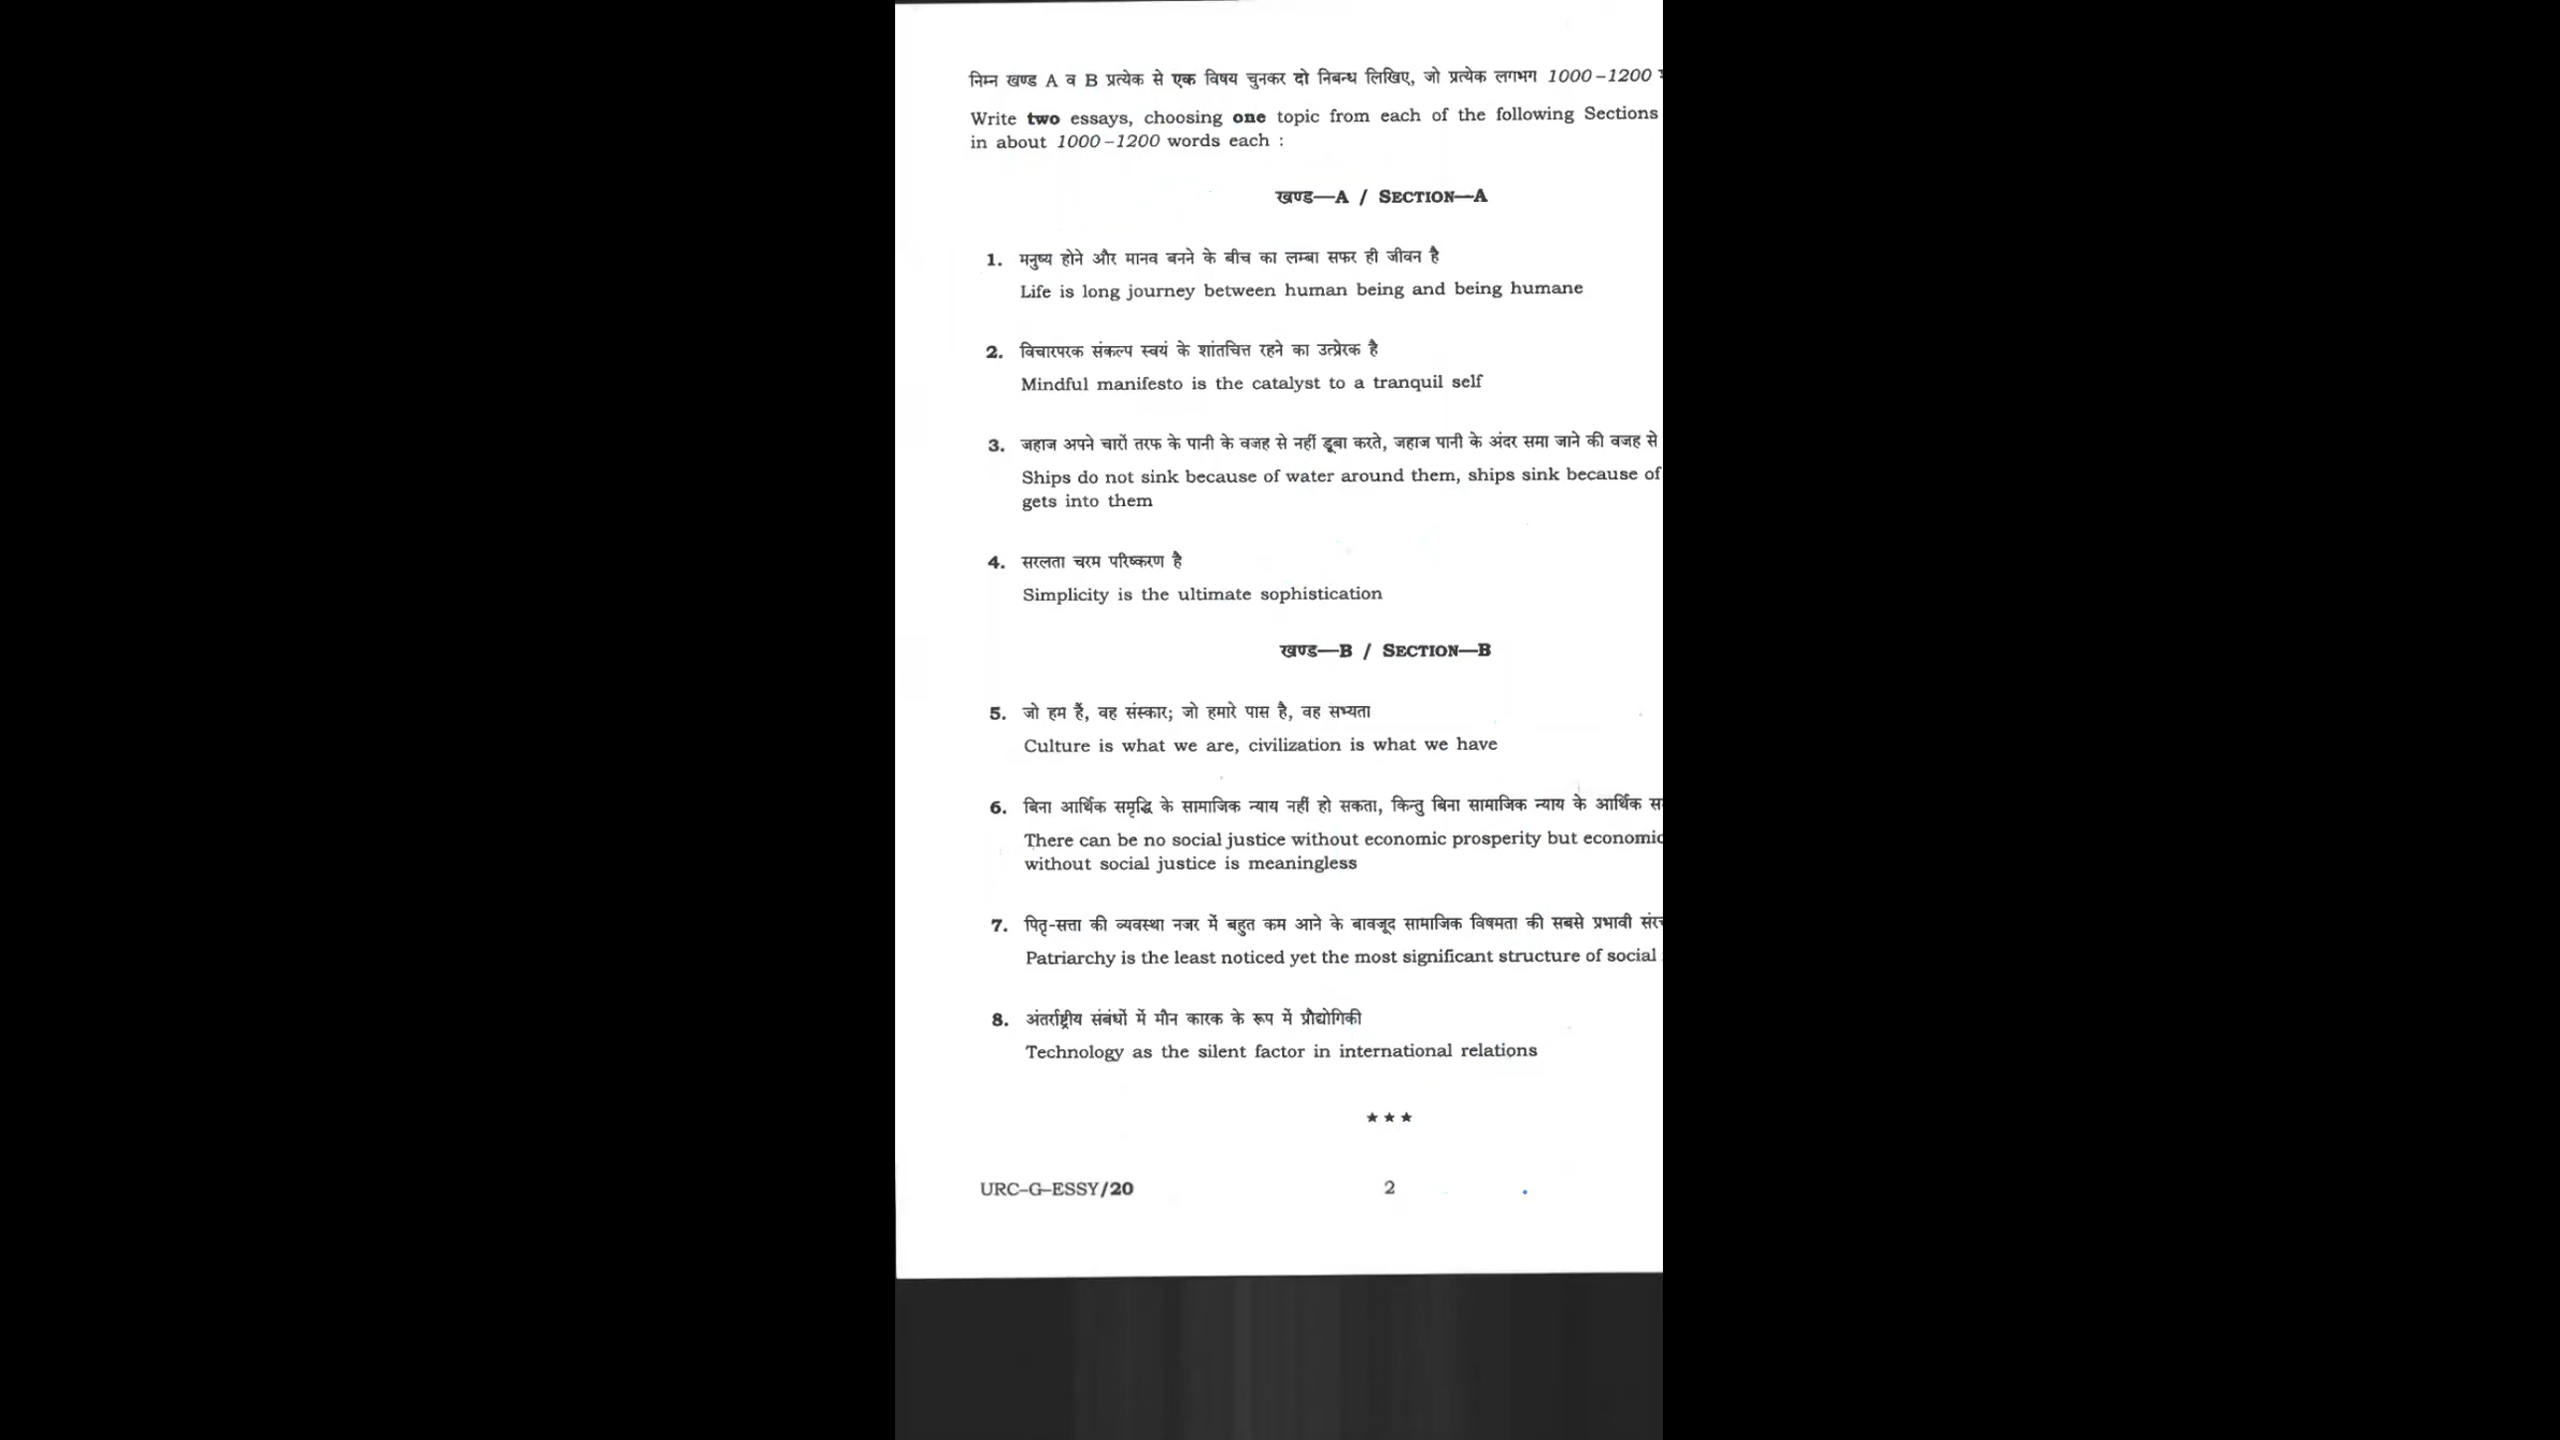 निम्न खण्ड A व B प्रत्येक से एक विषय चुनकर दो निबन्ध लिखिए, जो प्रत्येक लगभग 1000–1200
Write two essays, choosing one topic from each of the following Sections
in about 1000–1200 words each :
खण्ड—A / SECTION—A
1. मनुष्य होने और मानव बनने के बीच का लम्बा सफर ही जीवन है
Life is long journey between human being and being humane
2. विचारपरक संकल्प स्वयं के शांतचित्त रहने का उत्प्रेरक है
Mindful manifesto is the catalyst to a tranquil self
3. जहाज अपने चारों तरफ के पानी के वजह से नहीं डूबा करते, जहाज पानी के अंदर समा जाने की वजह से
Ships do not sink because of water around them, ships sink because of
gets into them
4. सरलता चरम परिष्करण है
Simplicity is the ultimate sophistication
खण्ड—B / SECTION—B
5. जो हम हैं, वह संस्कार; जो हमारे पास है, वह सभ्यता
Culture is what we are, civilization is what we have
6. बिना आर्थिक समृद्धि के सामाजिक न्याय नहीं हो सकता, किन्तु बिना सामाजिक न्याय के आर्थिक
There can be no social justice without economic prosperity but economic
without social justice is meaningless
7. पितृ-सत्ता की व्यवस्था नजर में बहुत कम आने के बावजूद सामाजिक विषमता की सबसे प्रभावी
Patriarchy is the least noticed yet the most significant structure of social
8. अंतर्राष्ट्रीय संबंधों में मौन कारक के रूप में प्रौद्योगिकी
Technology as the silent factor in international relations
★ ★ ★
URC–G–ESSY/20
2